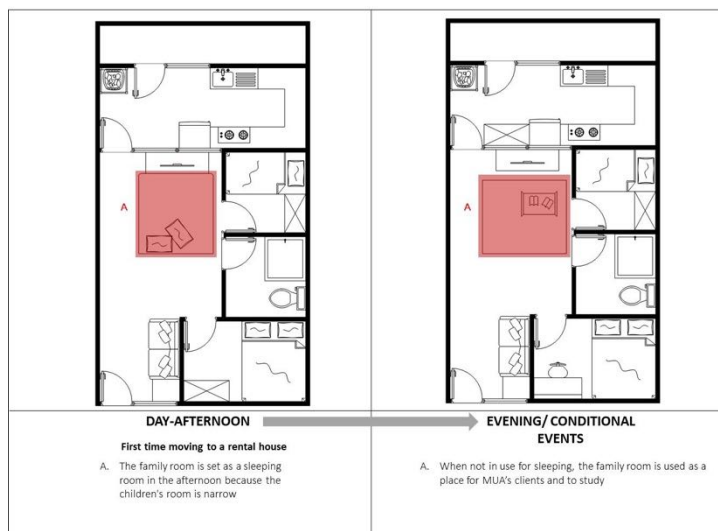 A
A
DAY-AFTERNOON
First time moving to a rental house
A. The family room is set as a sleeping
room in the afternoon because the
children's room is narrow
EVENING/ CONDITIONAL
EVENTS
A. When not in use for sleeping, the family room is used as a
place for MUA's clients and to study